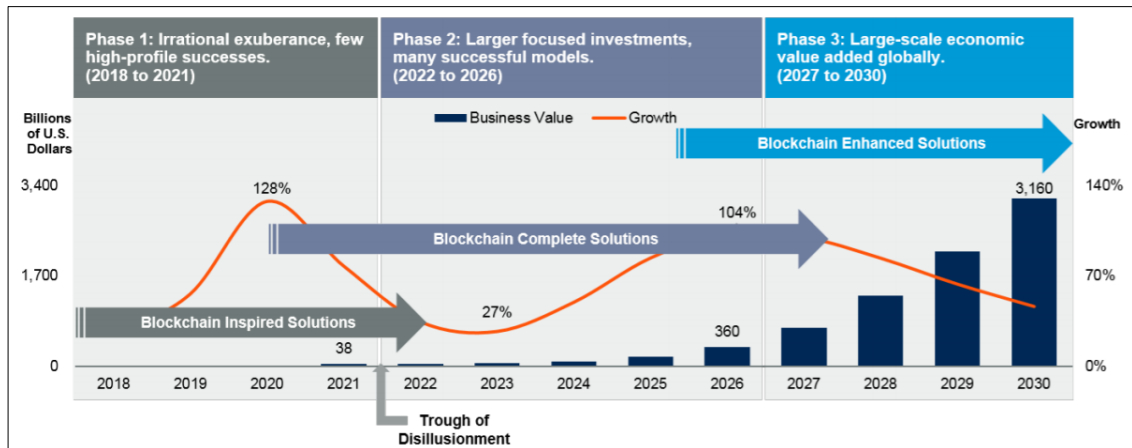 Phase 1: Irrational exuberance, few
high-profile successes.
(2018 to 2021)
Phase 2: Larger focused investments,
many successful models.
(2022 to 2026)
Phase 3: Large-scale economic
value added globally.
(2027 to 2030)
Billions
of U.S.
Dollars
Business Value
Growth
Growth
Blockchain Enhanced Solutions
3,400
128%
104%
3,160
140%
Blockchain Complete Solutions
1,700
70%
Blockchain Inspired Solutions
27%
38
360
0
0%
2018 2019 2020 2021 2022 2023 2024 2025 2026 2027 2028 2029 2030
Trough of
Disillusionment